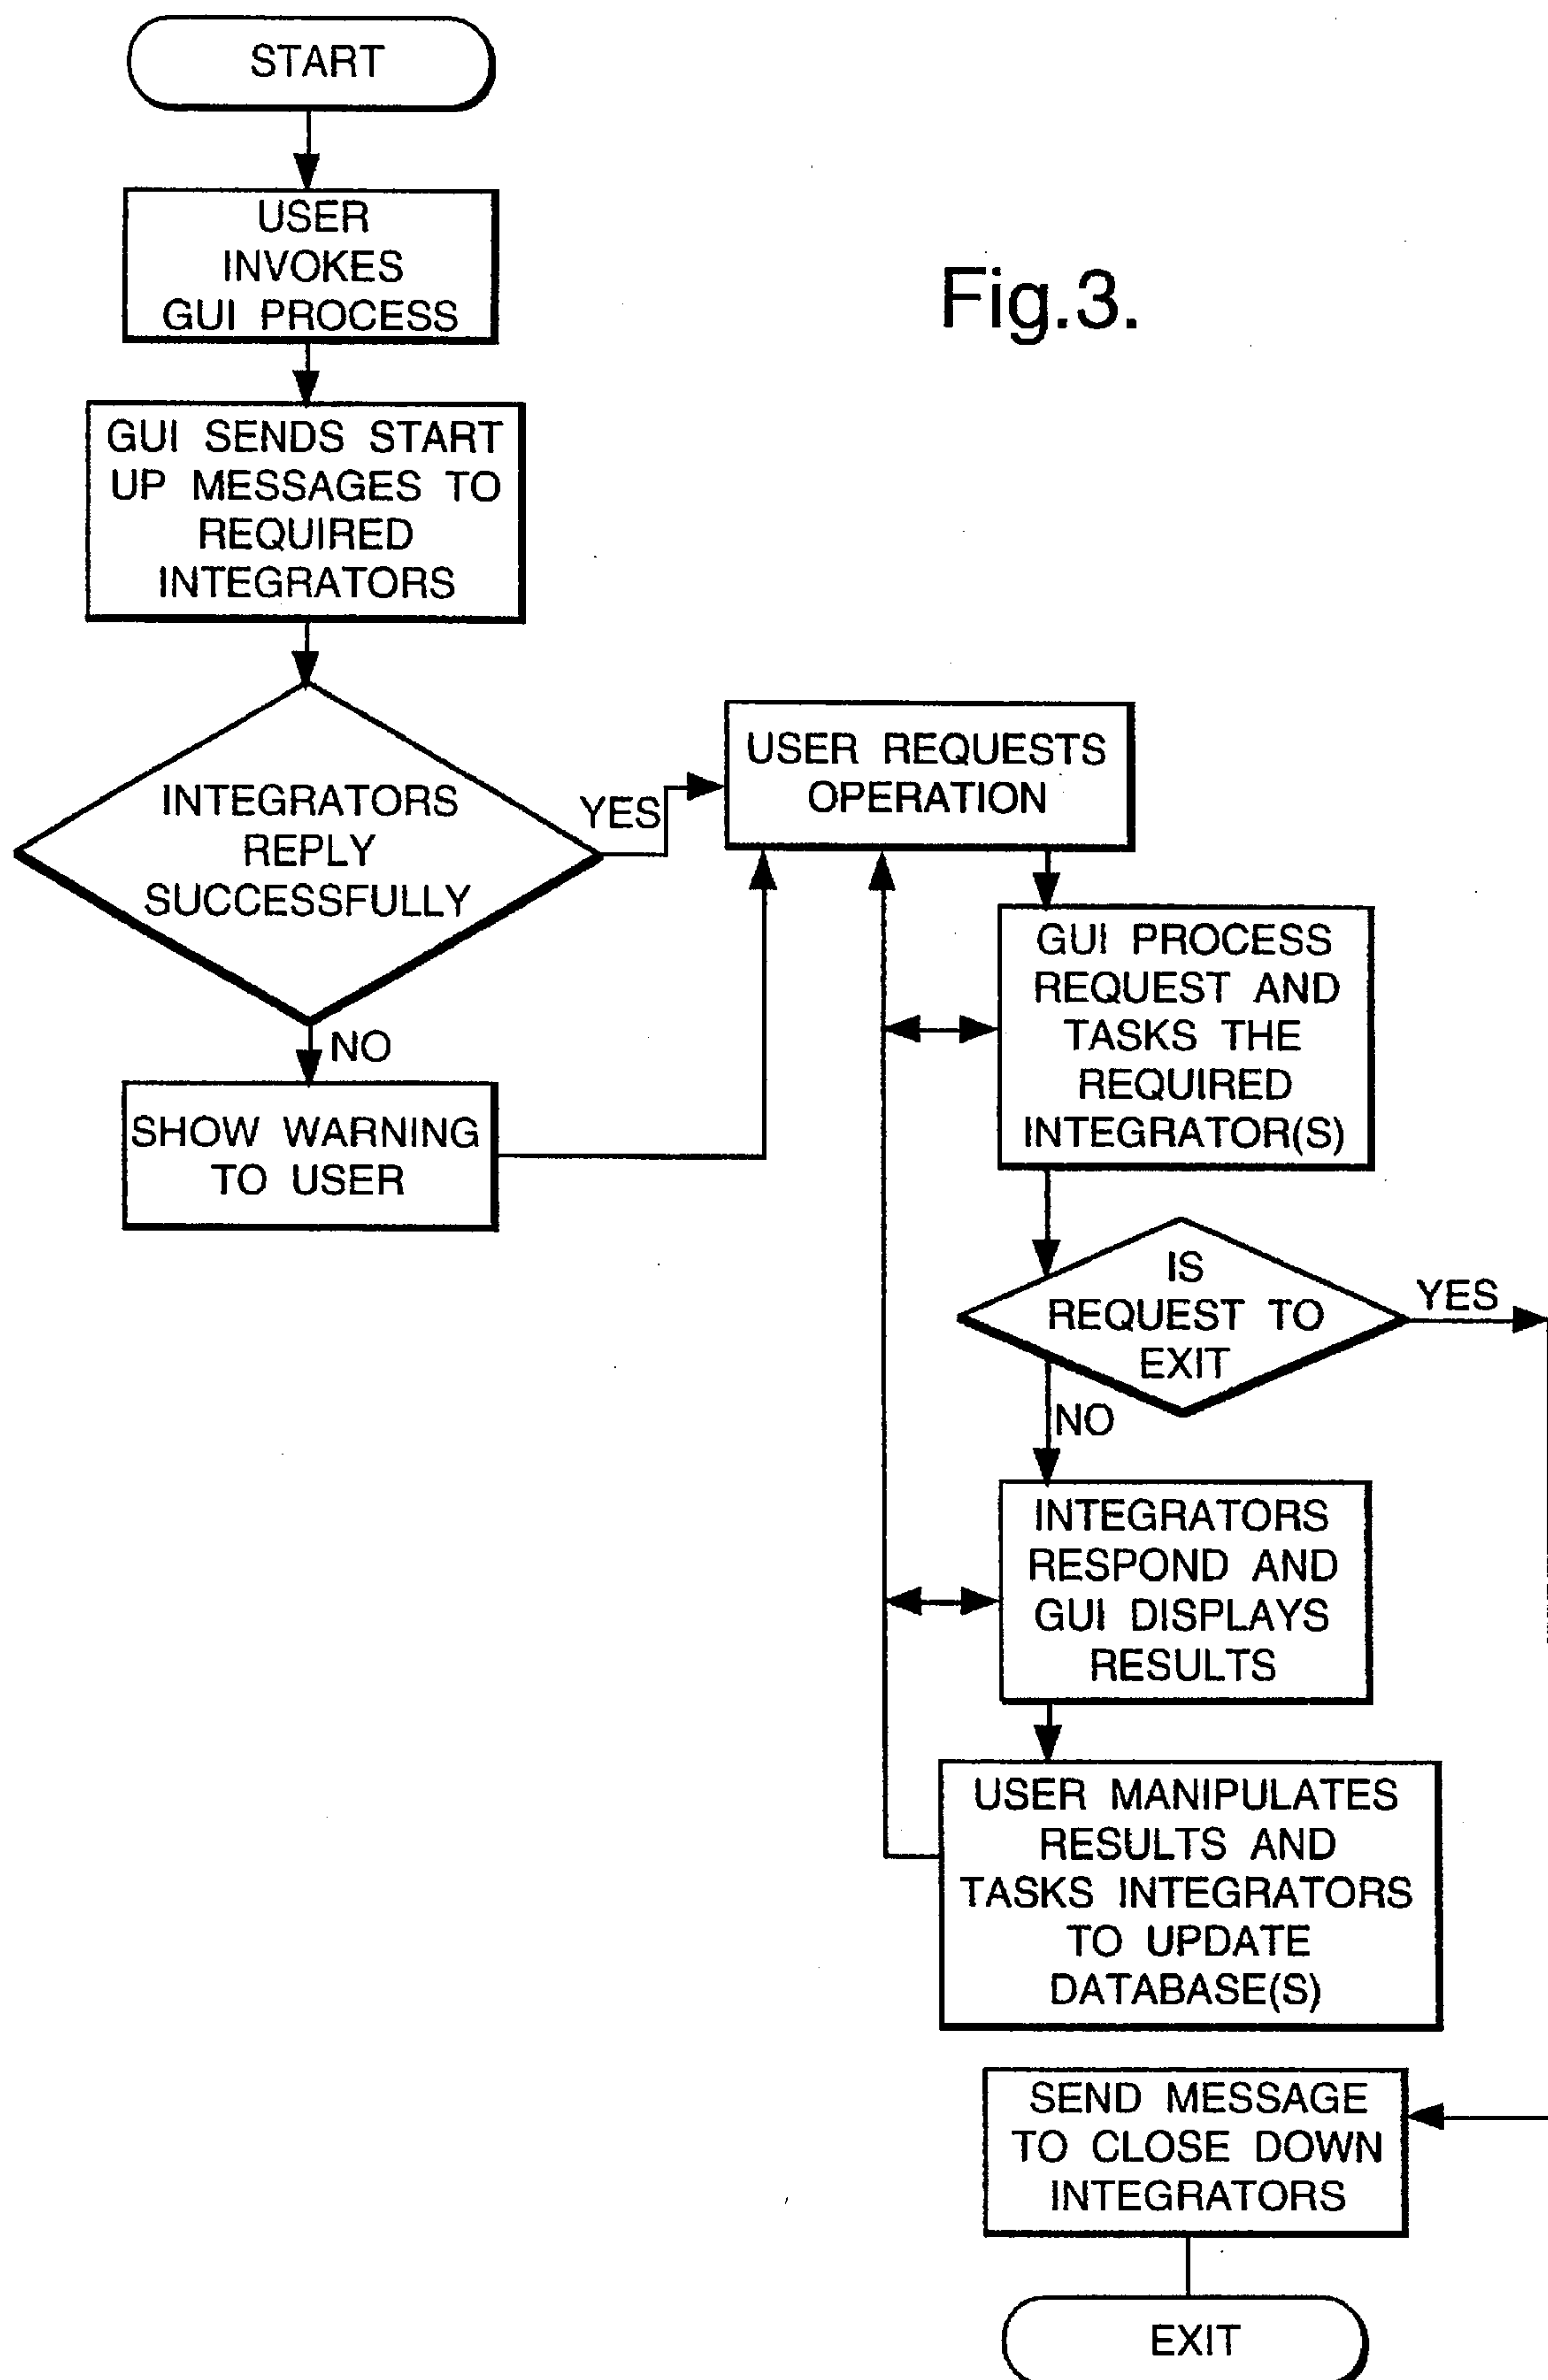 START
USER
INVOKES
GUI PROCESS
Fig.3.
GUI SENDS START
UP MESSAGES TO
REQUIRED
INTEGRATORS
INTEGRATORS
REPLY
SUCCESSFULLY
YES
NO
SHOW WARNING
TO USER
USER REQUESTS
OPERATION
GUI PROCESS
REQUEST AND
TASKS THE
REQUIRED
INTEGRATOR(S)
IS
REQUEST TO
EXIT
YES
NO
INTEGRATORS
RESPOND AND
GUI DISPLAYS
RESULTS
USER MANIPULATES
RESULTS AND
TASKS INTEGRATORS
TO UPDATE
DATABASE(S)
SEND MESSAGE
TO CLOSE DOWN
INTEGRATORS
EXIT